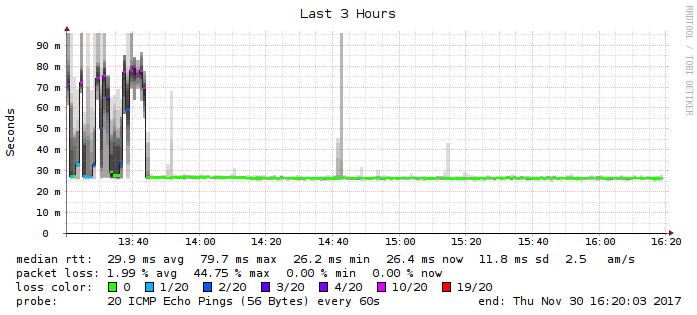 Last 3 Hours
RRDTOOL / TOBI OETIKER
Seconds
90 m
80 m
70 m
60 m
50 m
40 m
30 m
20 m
10 m
0
13:40 14:00 14:20 14:40 15:00 15:20 15:40 16:00 16:20
median rtt: 29.9 ms avg 79.7 ms max 26.2 ms min 26.4 ms now 11.8 ms sd 2.5 am/s
packet loss: 1.99 % avg 44.75 % max 0.00 % min 0.00 % now
loss color: 0 1/20 2/20 3/20 4/20 10/20 19/20
probe: 20 ICMP Echo Pings (56 Bytes) every 60s end: Thu Nov 30 16:20:03 2017